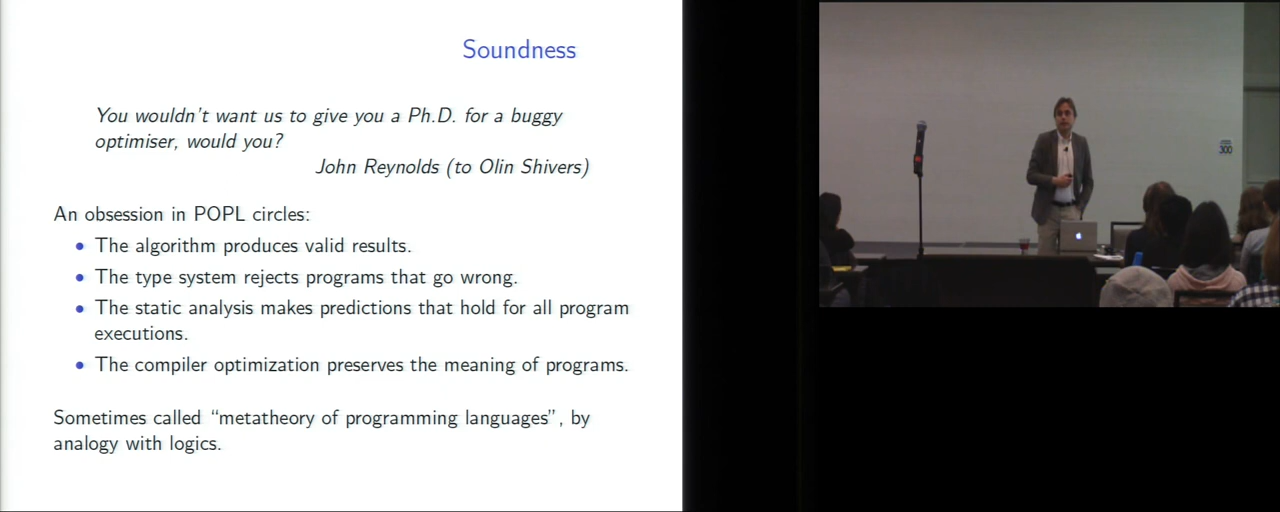 Soundness
You wouldn't want us to give you a Ph.D. for a buggy
optimiser, would you?
John Reynolds (to Olin Shivers)
An obsession in POPL circles:
• The algorithm produces valid results.
• The type system rejects programs that go wrong.
• The static analysis makes predictions that hold for all program
executions.
• The compiler optimization preserves the meaning of programs.
Sometimes called “metatheory of programming languages”, by
analogy with logics.
300